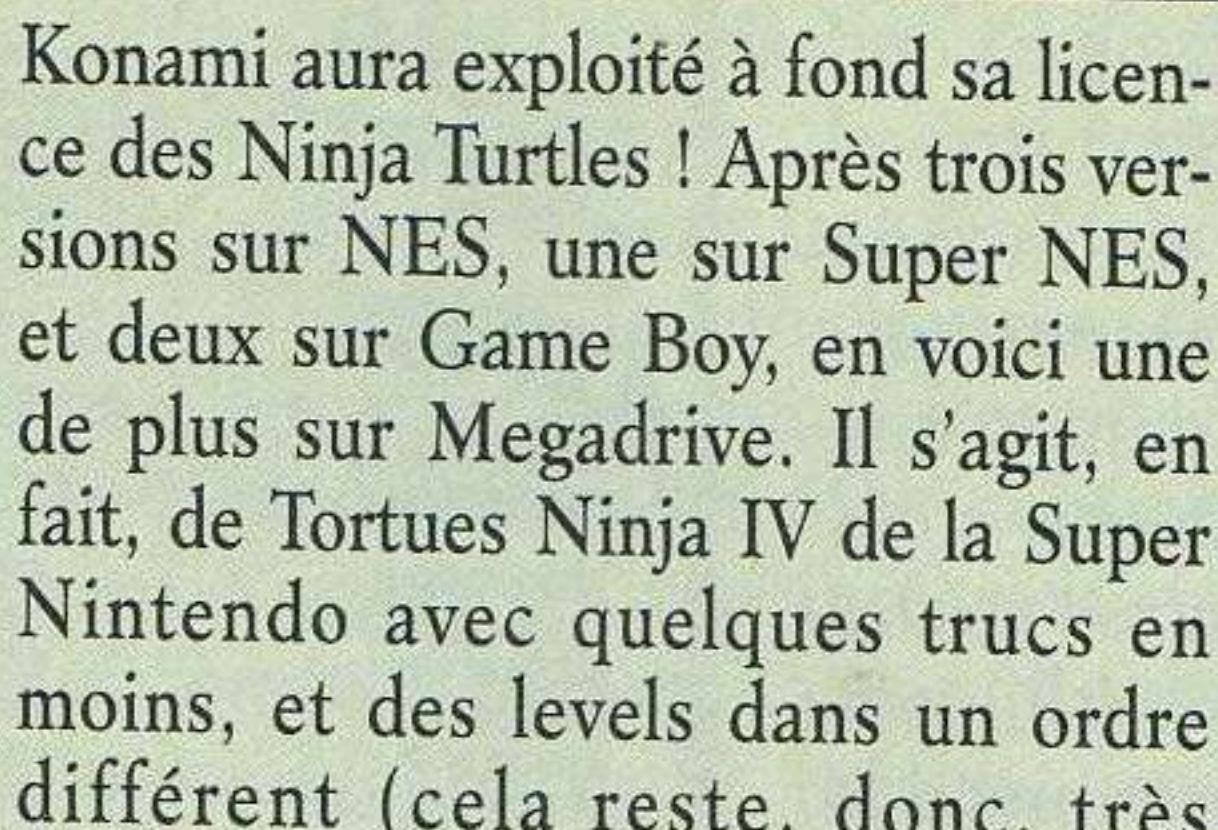 Konami aura exploité à fond sa licen-
ce des Ninja Turtles ! Après trois ver-
sions sur NES, une sur Super NES,
et deux sur Game Boy, en voici une
de plus sur Megadrive. Il s'agit, en
fait, de Tortues Ninja IV de la Super
Nintendo avec quelques trucs en
moins, et des levels dans un ordre
différent (cela reste, donc, très